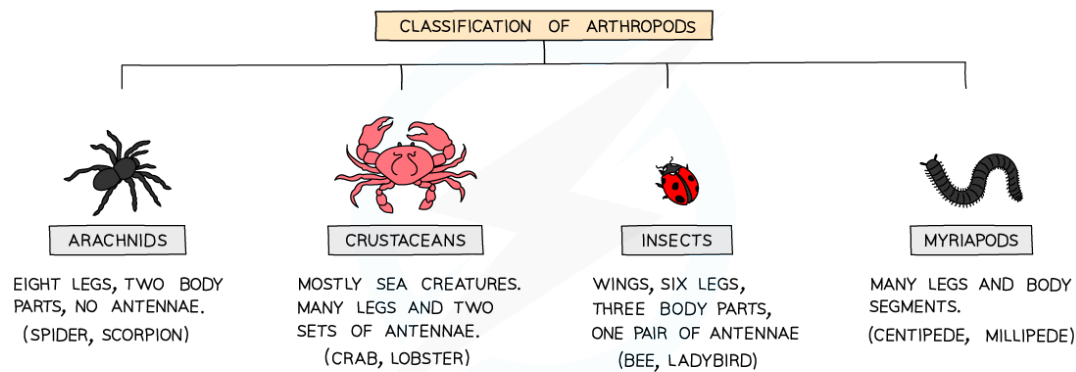 CLASSIFICATION OF ARTHROPODS
ARACHNIDS
EIGHT LEGS, TWO BODY
PARTS, NO ANTENNAE.
(SPIDER, SCORPION)
CRUSTACEANS
MOSTLY SEA CREATURES.
MANY LEGS AND TWO
SETS OF ANTENNAE.
(CRAB, LOBSTER)
INSECTS
WINGS, SIX LEGS,
THREE BODY PARTS,
ONE PAIR OF ANTENNAE
(BEE, LADYBIRD)
MYRIAPODS
MANY LEGS AND BODY
SEGMENTS.
(CENTIPEDE, MILLIPEDE)